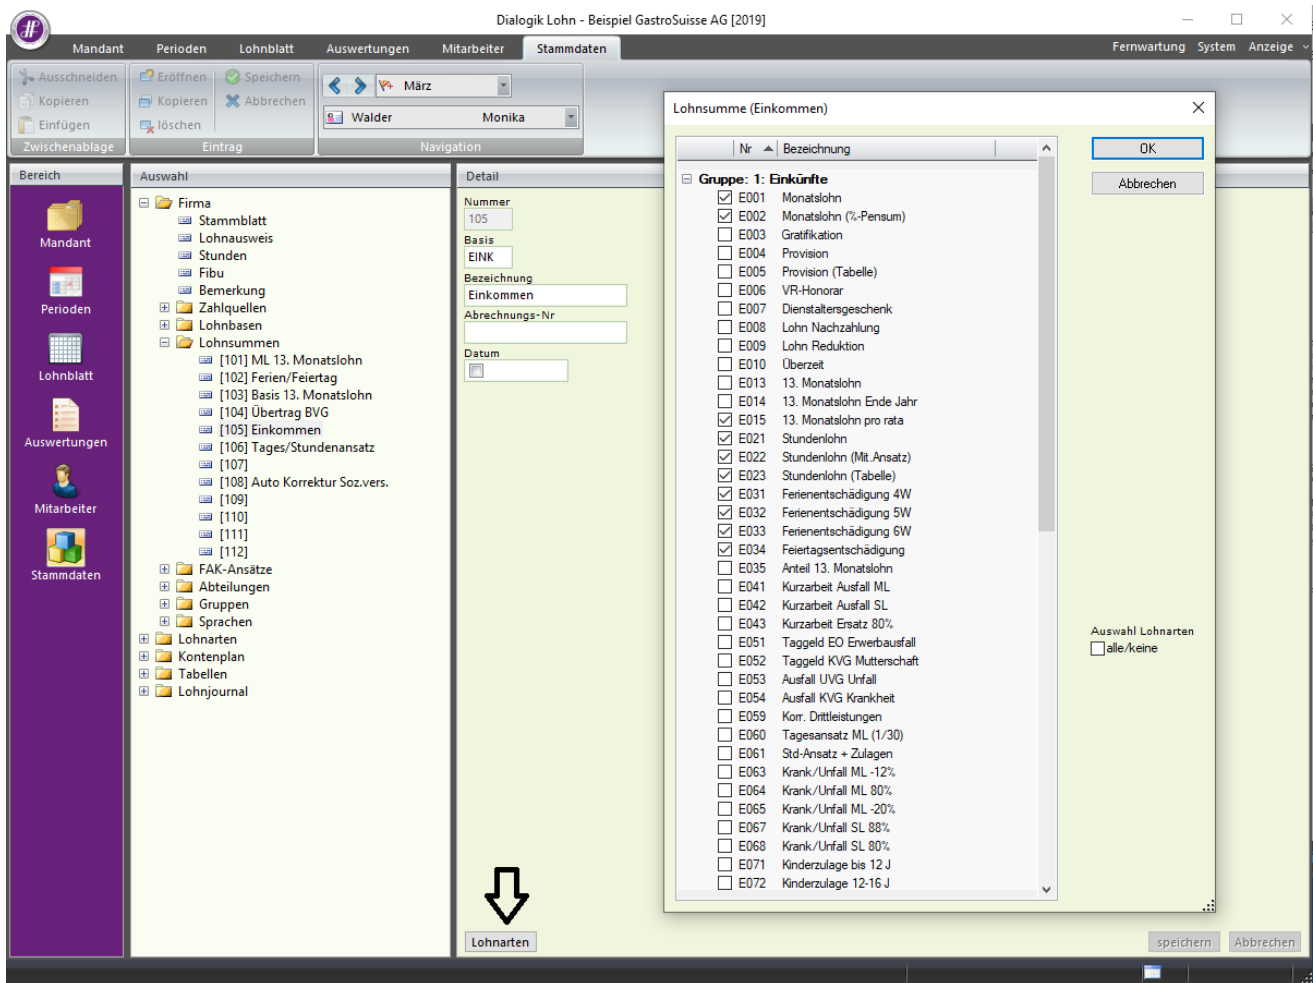 Dialogik Lohn - Beispiel GastroSuisse AG [2019]
Mandant Perioden Lohnblatt Auswertungen Mitarbeiter Stammdaten Fernwartung System Anzeige
Ausschneiden Eröffnen Speichern
Kopieren Kopieren Abbrechen
Einfügen löschen
März
Walder Monika
Zwischenablage Eintrag Navigation
Bereich
Mandant
Perioden
Lohnblatt
Auswertungen
Mitarbeiter
Stammdaten
Auswahl
Firma
Stammblatt
Lohnausweis
Stunden
Fibu
Bemerkung
Zahlquellen
Lohnbasen
Lohnsummen
[101] ML 13. Monatslohn
[102] Ferien/Feiertag
[103] Basis 13. Monatslohn
[104] Übertrag BVG
[105] Einkommen
[106] Tages/Stundenansatz
[107]
[108] Auto Korrektur Soz.vers.
[109]
[110]
[111]
[112]
FAK-Ansätze
Abteilungen
Gruppen
Sprachen
Lohnarten
Kontenplan
Tabellen
Lohnjournal
Detail
Nummer
105
Basis
EINK
Bezeichnung
Einkommen
Abrechnungs-Nr
Datum
Lohnarten
speichern Abbrechen
Lohnsumme (Einkommen)
Nr Bezeichnung
Gruppe: 1: Einkünfte
E001 Monatslohn
E002 Monatslohn (%-Pensum)
E003 Gratifikation
E004 Provision
E005 Provision (Tabelle)
E006 VR-Honorar
E007 Dienstaltersgeschenk
E008 Lohn Nachzahlung
E009 Lohn Reduktion
E010 Überzeit
E013 13. Monatslohn
E014 13. Monatslohn Ende Jahr
E015 13. Monatslohn pro rata
E021 Stundenlohn
E022 Stundenlohn (Mit.Ansatz)
E023 Stundenlohn (Tabelle)
E031 Ferienentschädigung 4W
E032 Ferienentschädigung 5W
E033 Ferienentschädigung 6W
E034 Feiertagsentschädigung
E035 Anteil 13. Monatslohn
E041 Kurzarbeit Ausfall ML
E042 Kurzarbeit Ausfall SL
E043 Kurzarbeit Ersatz 80%
E051 Taggeld EO Erwerbausfall
E052 Taggeld KVG Mutterschaft
E053 Ausfall UVG Unfall
E054 Ausfall KVG Krankheit
E059 Korr. Drittleistungen
E060 Tagesansatz ML (1/30)
E061 Std-Ansatz + Zulagen
E063 Krank/Unfall ML -12%
E064 Krank/Unfall ML 80%
E065 Krank/Unfall ML -20%
E067 Krank/Unfall SL 88%
E068 Krank/Unfall SL 80%
E071 Kinderzulage bis 12 J
E072 Kinderzulage 12-16 J
OK
Abbrechen
Auswahl Lohnarten
alle/keine